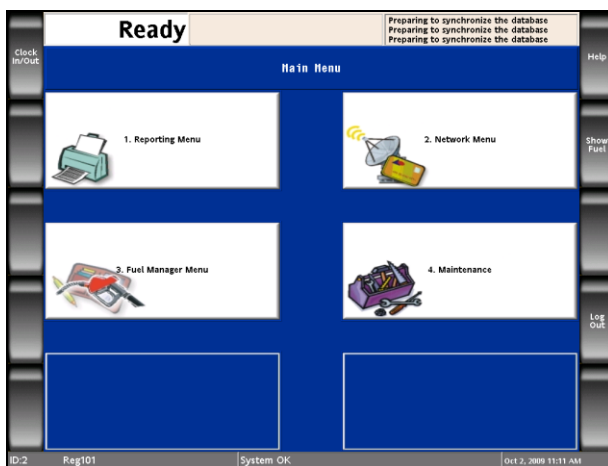 Ready
Preparing to synchronize the database
Preparing to synchronize the database
Preparing to synchronize the database
Clock
In/Out
Main Menu
Help
1. Reporting Menu
2. Network Menu
Show
Fuel
3. Fuel Manager Menu
4. Maintenance
Log
Out
ID:2
Reg101
System OK
Oct 2, 2009 11:11 AM